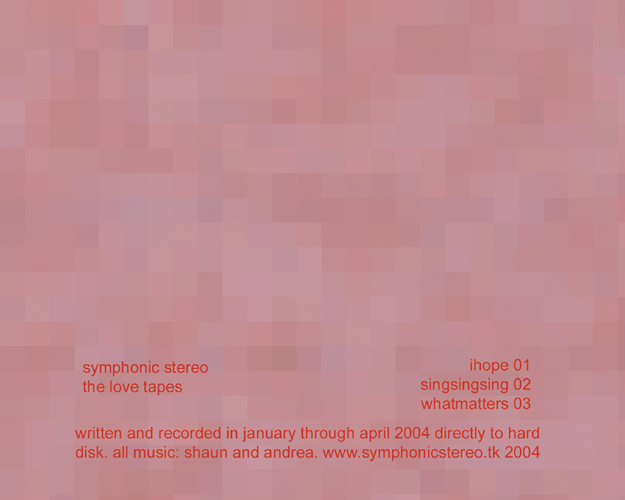 symphonic stereo
the love tapes
ihope 01
singsingsing 02
whatmatters 03
written and recorded in january through april 2004 directly to hard
disk. all music: shaun and andrea. www.symphonicstereo.tk 2004